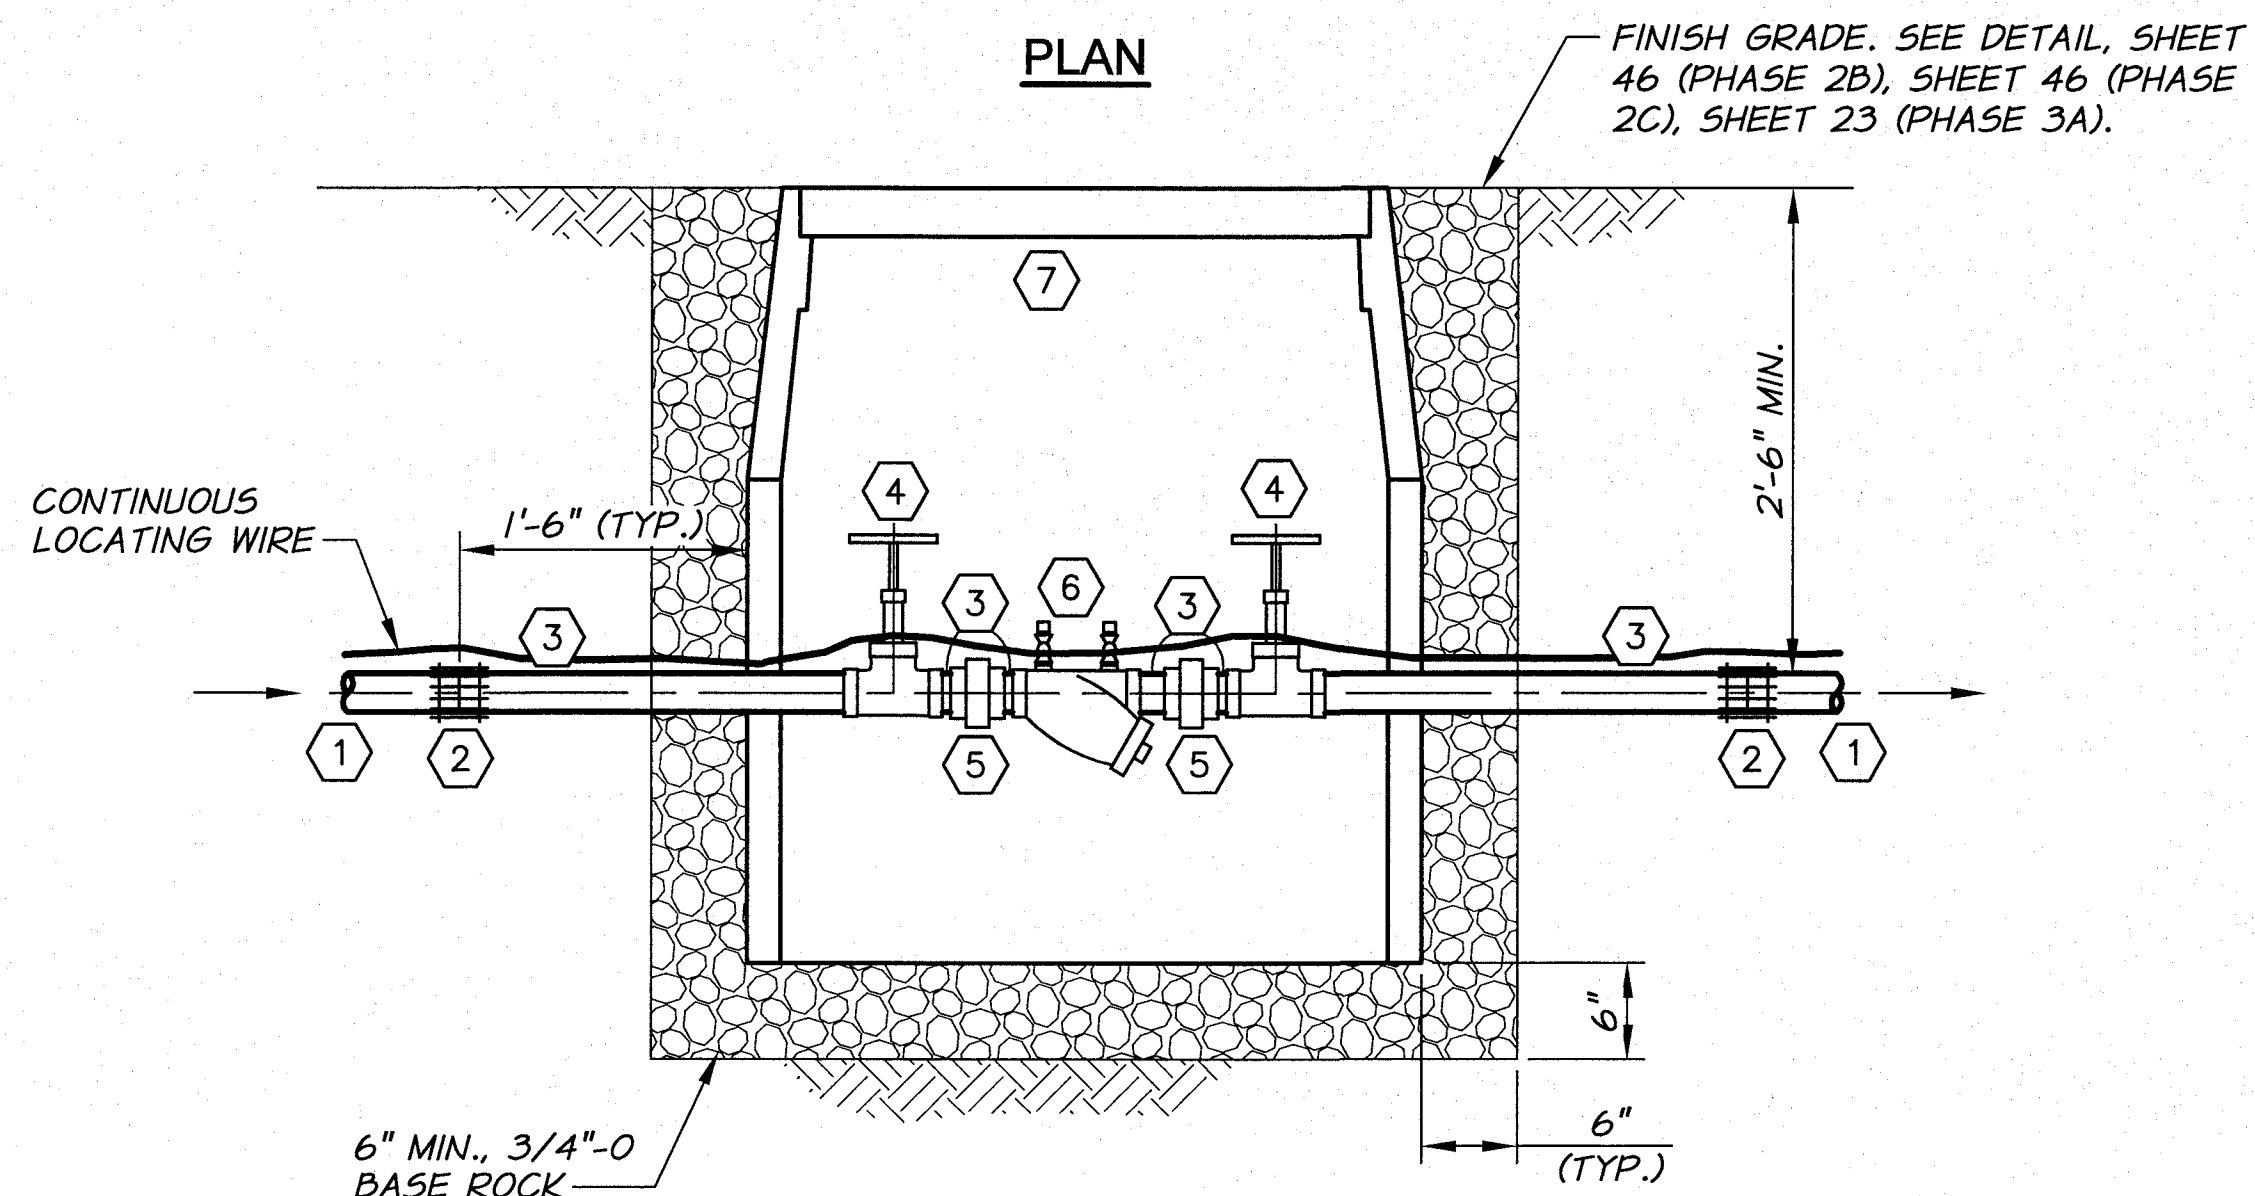 PLAN
FINISH GRADE. SEE DETAIL, SHEET
46 (PHASE 2B), SHEET 46 (PHASE
2C), SHEET 23 (PHASE 3A).
7
2'-6" MIN.
CONTINUOUS
LOCATING WIRE
1'-6" (TYP.)
4
4
3
3
6
3
3
1
2
5
5
2
1
6"
6" MIN., 3/4"-0
BASE ROCK
6"
(TYP.)